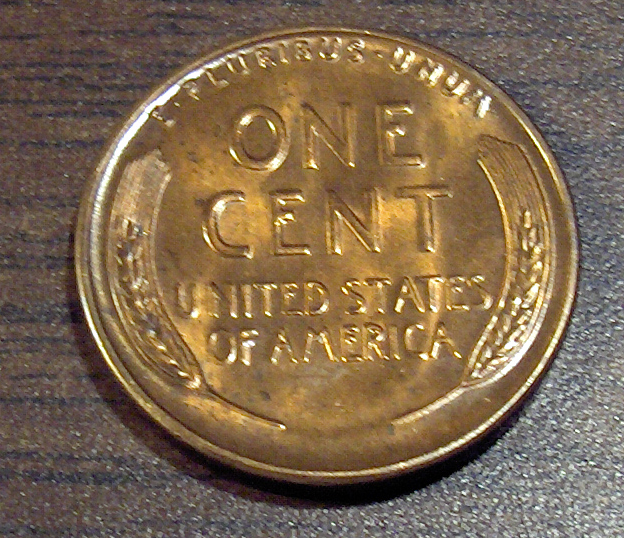 E·PLURIBUS·UNUM
ONE
CENT
UNITED STATES
OF AMERICA